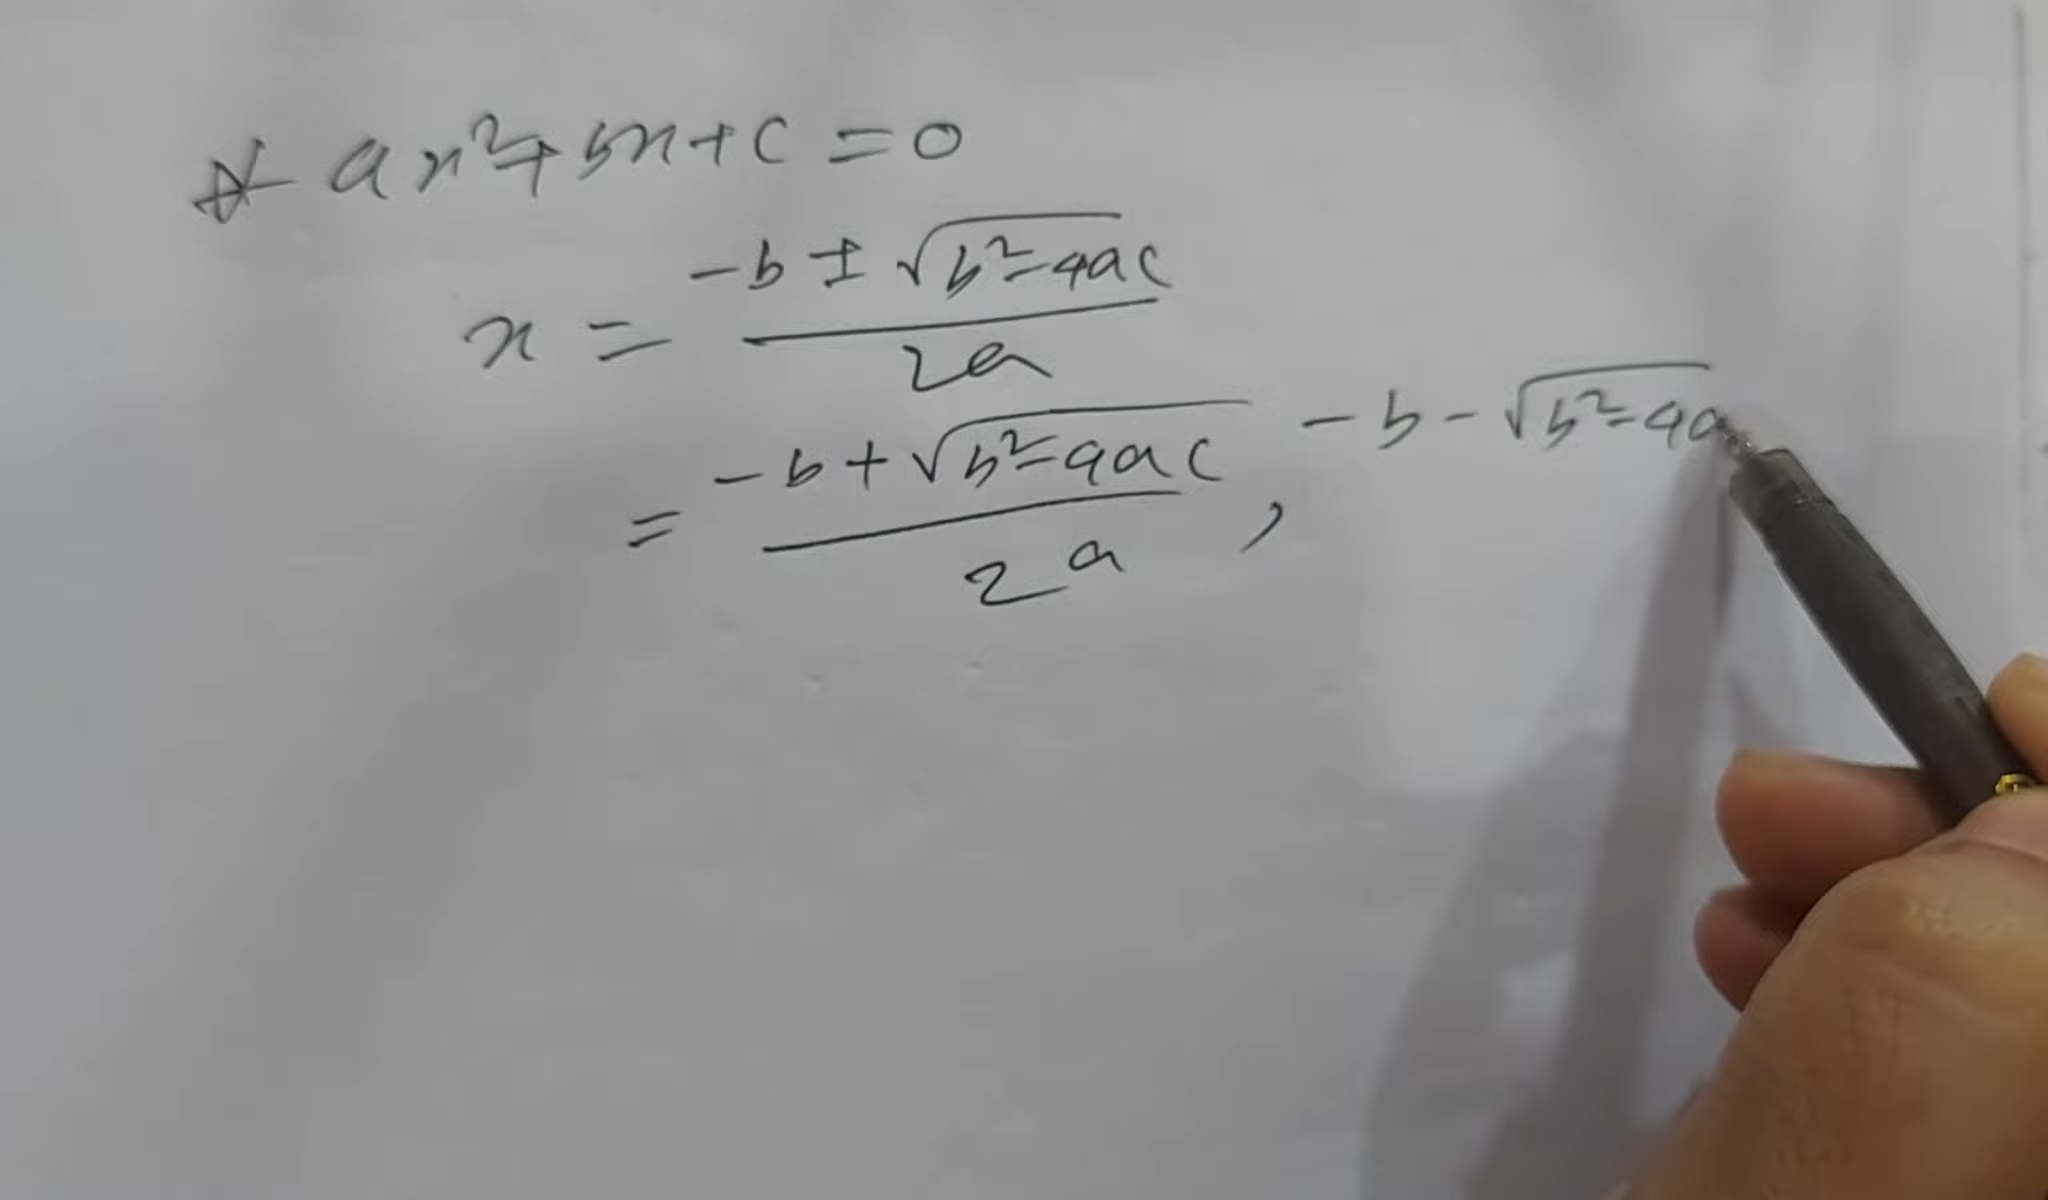 * ax²+bx+c=0
x = (-b ± √(b²-4ac)) / 2a
= (-b+√(b²-4ac)) / 2a , -b-√(b²-4a